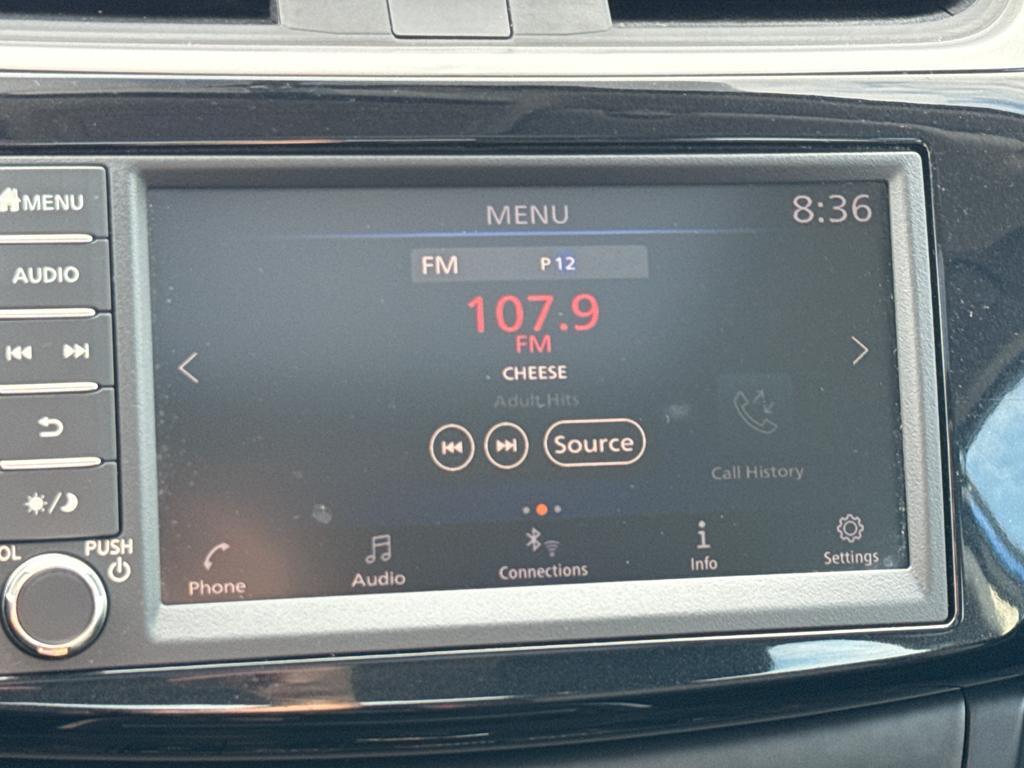 MENU
AUDIO
OL
PUSH
MENU
8:36
FM P12
107.9
FM
CHEESE
Adult Hits
Source
Call History
Phone
Audio
Connections
Info
Settings